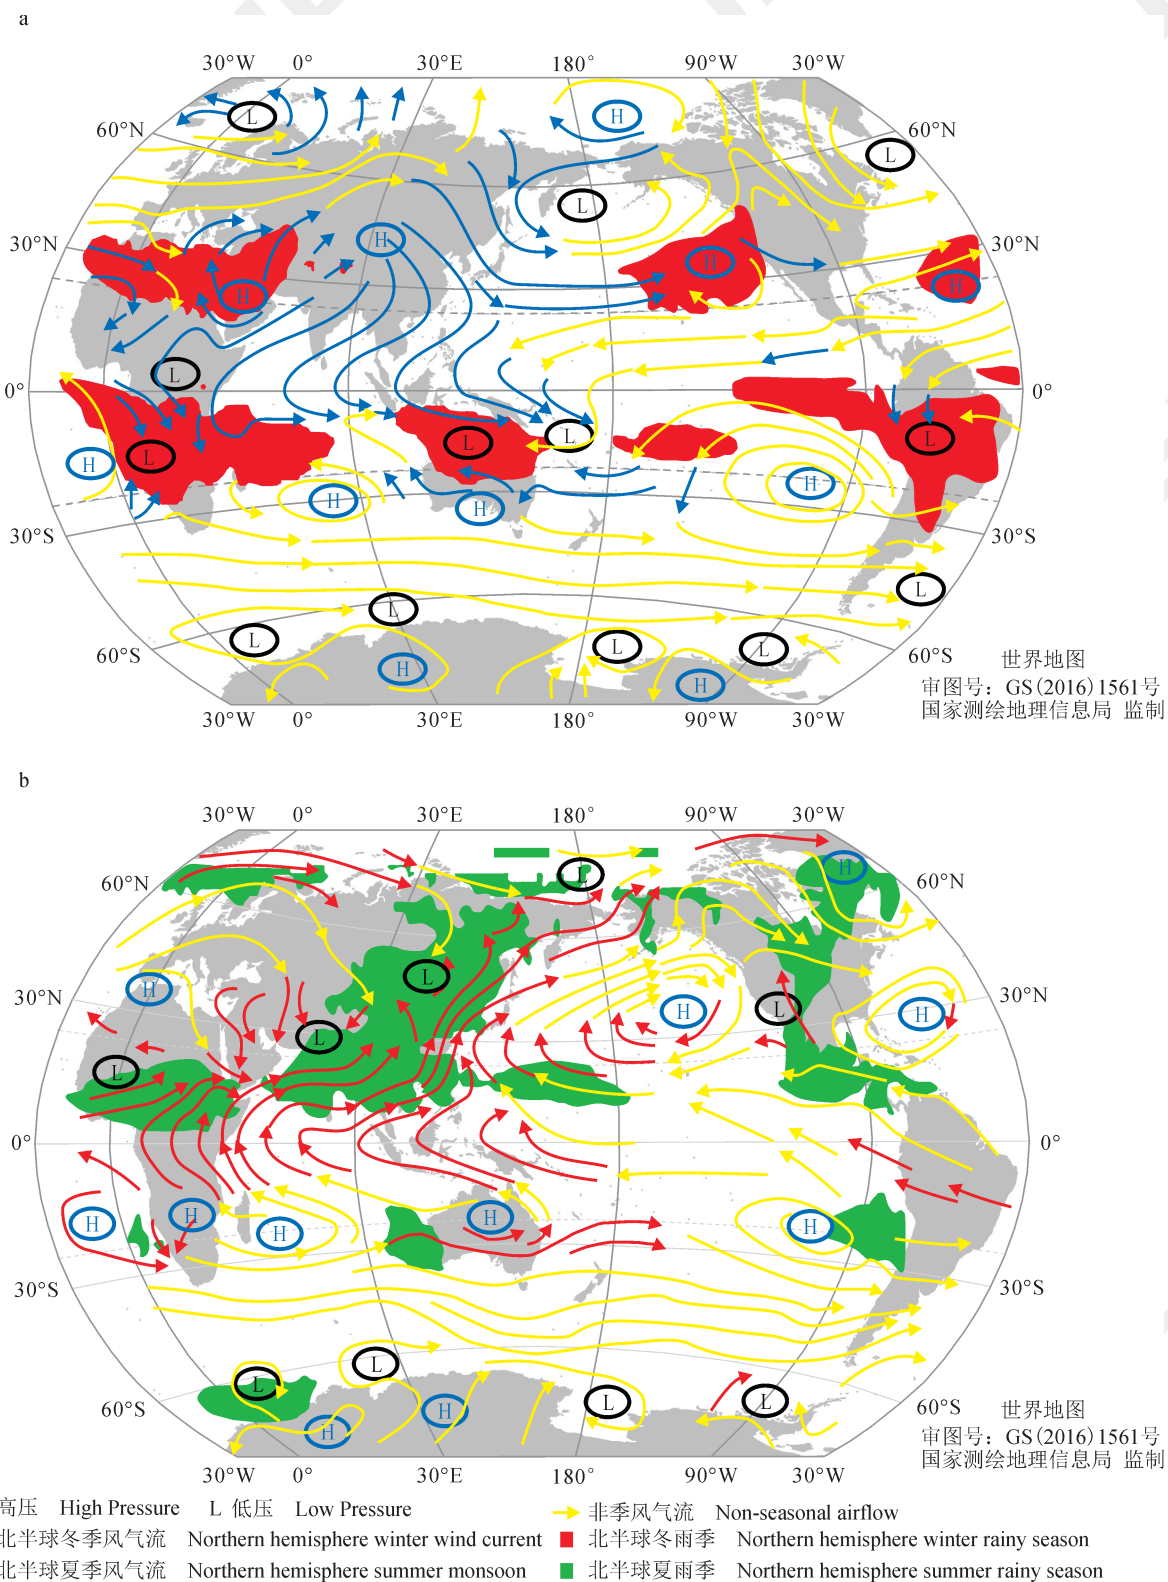 a
30°W 0° 30°E 180° 90°W 30°W
60°N 60°N
L H L
L
30°N H H 30°N
H H
L
0° 0°
L L L L
H H H
H
L
L
L L L
60°S H H 60°S
30°S 30°S
世界地图
审图号：GS(2016)1561号
国家测绘地理信息局 监制
30°W 0° 30°E 180° 90°W 30°W
b
30°W 0° 30°E 180° 90°W 30°W
60°N L H 60°N
L
30°N H H L H 30°N
L
L
0° 0°
H H H H H
30°S 30°S
L
L L L
60°S H H 60°S
世界地图
审图号：GS(2016)1561号
国家测绘地理信息局 监制
30°W 0° 30°E 180° 90°W 30°W
高压 High Pressure L 低压 Low Pressure 非季风气流 Non-seasonal airflow
北半球冬季风气流 Northern hemisphere winter wind current 北半球冬雨季 Northern hemisphere winter rainy season
北半球夏季风气流 Northern hemisphere summer monsoon 北半球夏雨季 Northern hemisphere summer rainy season